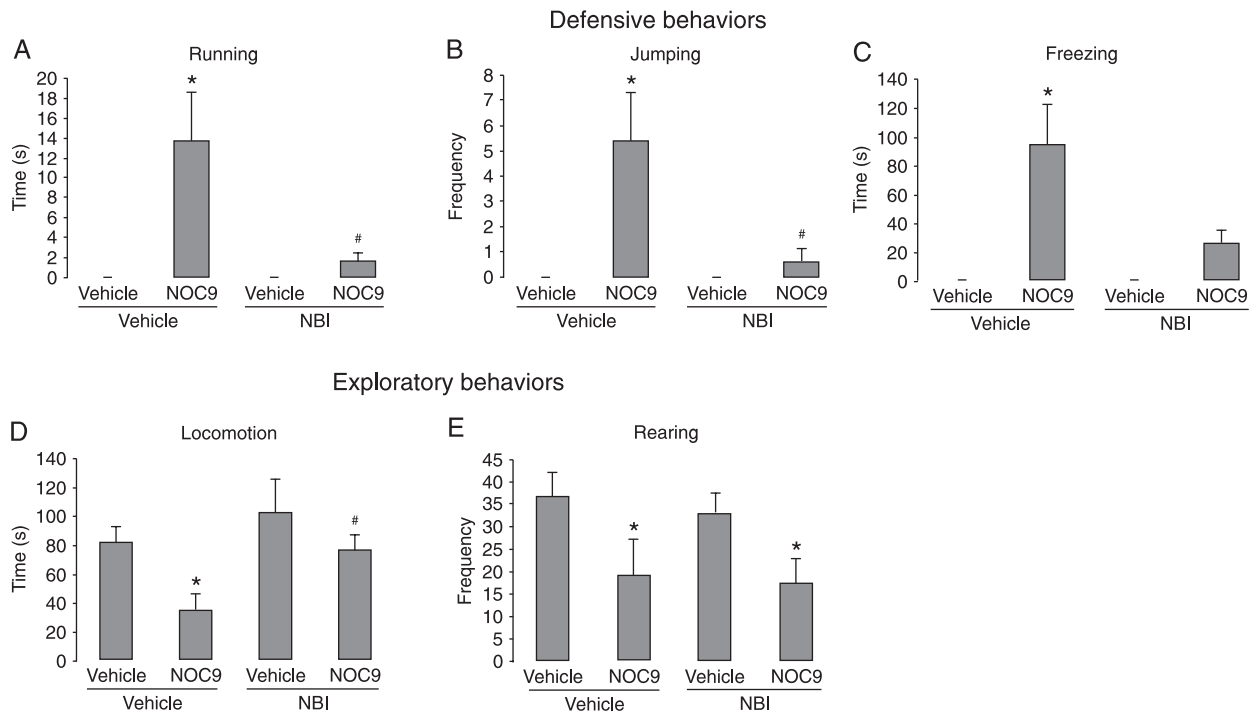 Defensive behaviors
A
Running
Time (s)
20
18
16
14
12
10
8
6
4
2
0
*
#
Vehicle NOC9 Vehicle NOC9
Vehicle NBI
B
Jumping
Frequency
8
7
6
5
4
3
2
1
0
*
#
Vehicle NOC9 Vehicle NOC9
Vehicle NBI
C
Freezing
Time (s)
140
120
100
80
60
40
20
0
*
Vehicle NOC9 Vehicle NOC9
Vehicle NBI
Exploratory behaviors
D
Locomotion
Time (s)
140
120
100
80
60
40
20
0
*
#
Vehicle NOC9 Vehicle NOC9
Vehicle NBI
E
Rearing
Frequency
45
40
35
30
25
20
15
10
5
0
*
*
Vehicle NOC9 Vehicle NOC9
Vehicle NBI